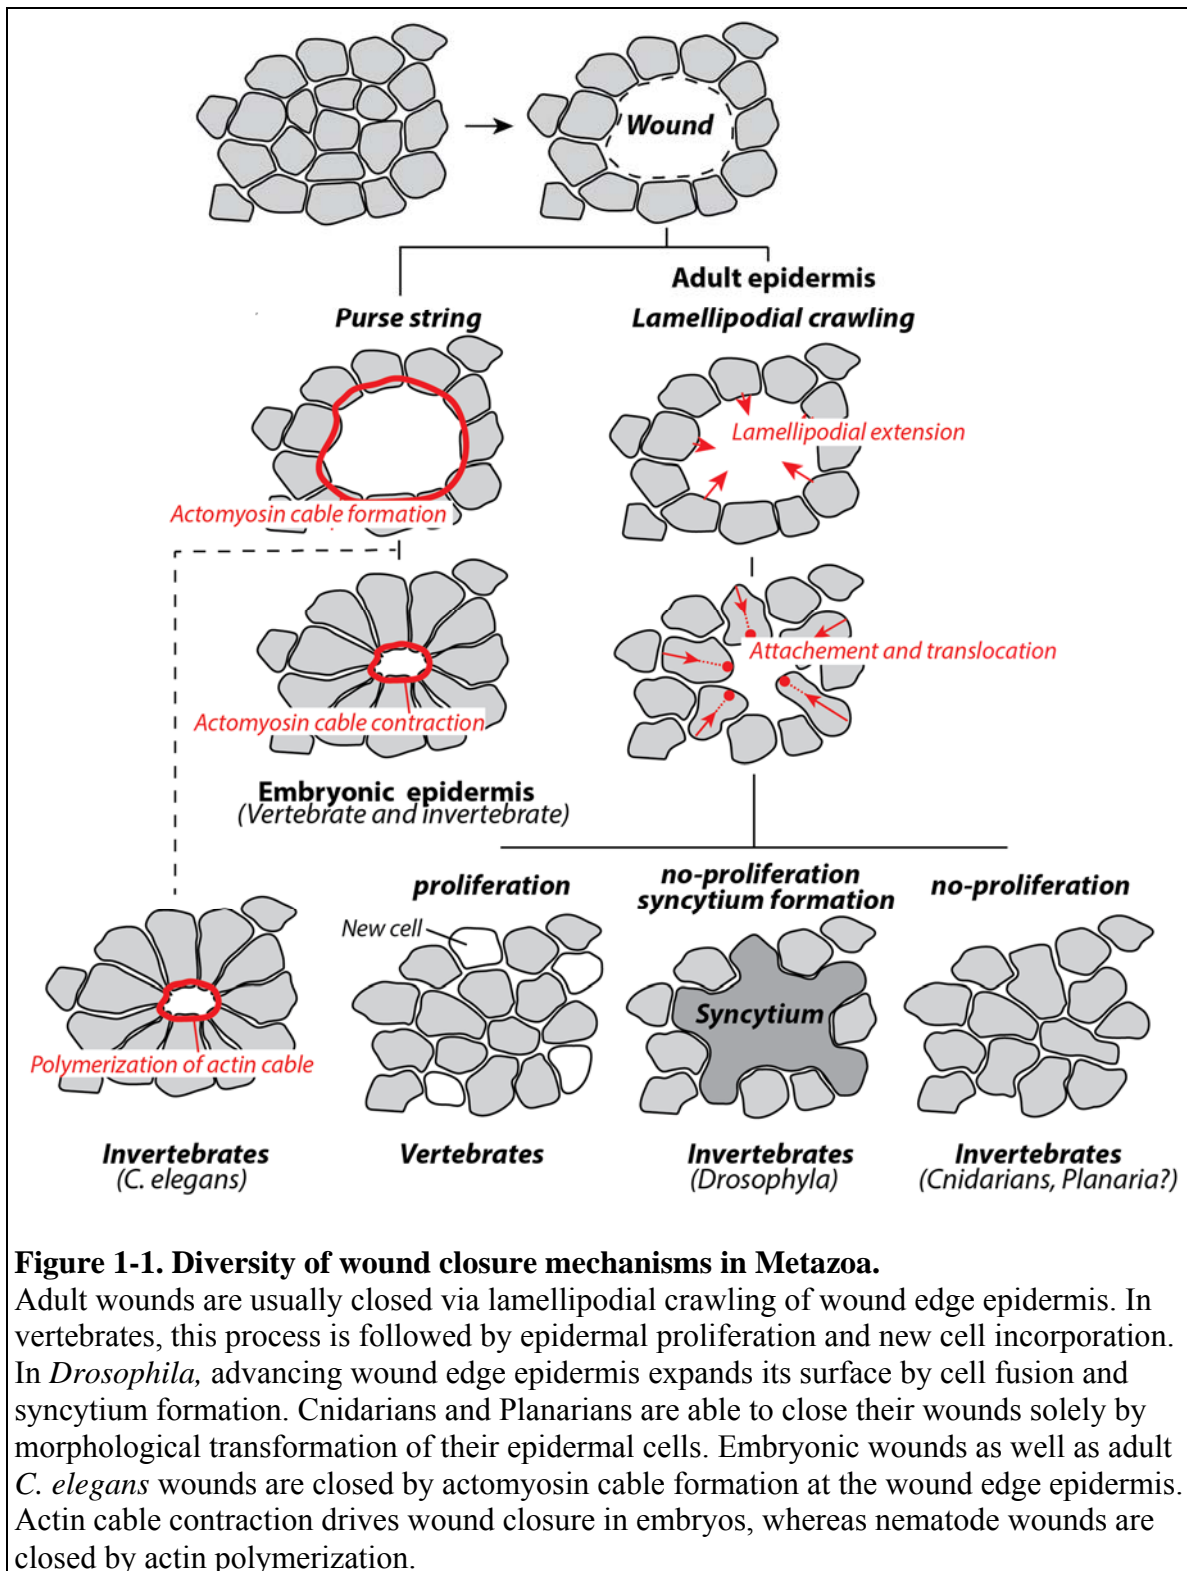 Wound
Adult epidermis
Purse string
Lamellipodial crawling
Lamellipodial extension
Actomyosin cable formation
Attachement and translocation
Actomyosin cable contraction
Embryonic epidermis
(Vertebrate and invertebrate)
proliferation
no-proliferation
syncytium formation
no-proliferation
New cell
Syncytium
Polymerization of actin cable
Invertebrates
(C. elegans)
Vertebrates
Invertebrates
(Drosophyla)
Invertebrates
(Cnidarians, Planaria?)
Figure 1-1. Diversity of wound closure mechanisms in Metazoa.
Adult wounds are usually closed via lamellipodial crawling of wound edge epidermis. In
vertebrates, this process is followed by epidermal proliferation and new cell incorporation.
In Drosophila, advancing wound edge epidermis expands its surface by cell fusion and
syncytium formation. Cnidarians and Planarians are able to close their wounds solely by
morphological transformation of their epidermal cells. Embryonic wounds as well as adult
C. elegans wounds are closed by actomyosin cable formation at the wound edge epidermis.
Actin cable contraction drives wound closure in embryos, whereas nematode wounds are
closed by actin polymerization.